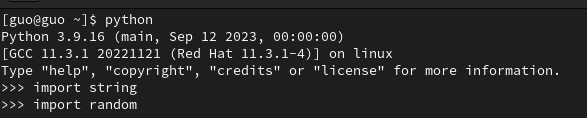 [guo@guo ~]$ python
Python 3.9.16 (main, Sep 12 2023, 00:00:00)
[GCC 11.3.1 20221121 (Red Hat 11.3.1-4)] on linux
Type "help", "copyright", "credits" or "license" for more information.
>>> import string
>>> import random